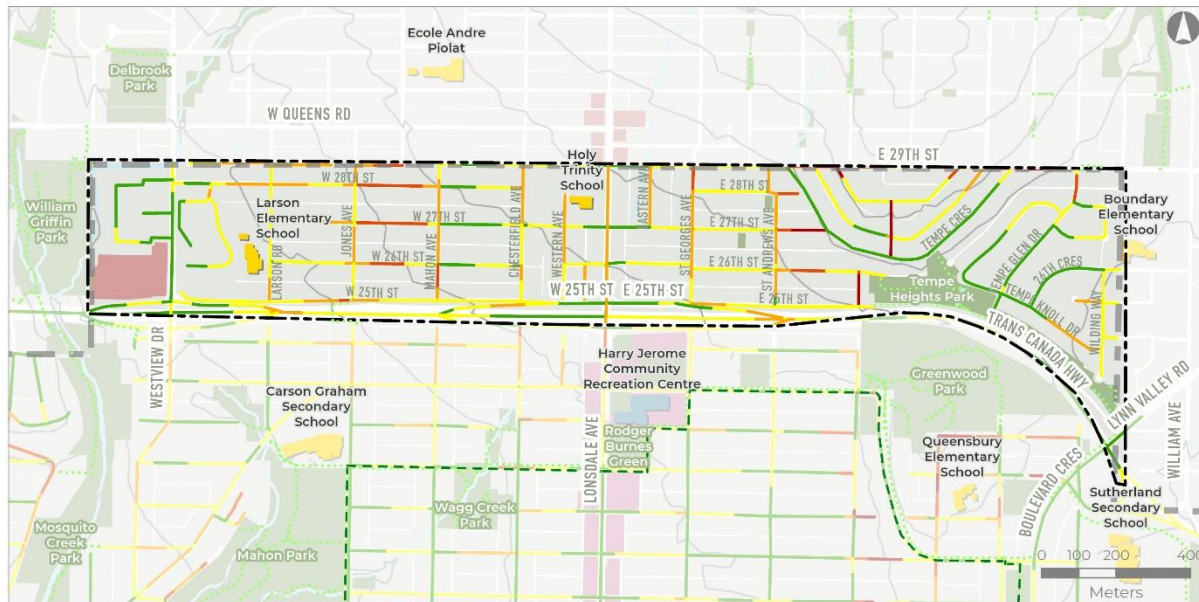 Ecole Andre
Piolat
Delbrook
Park
W QUEENS RD
E 29TH ST
Holy
Trinity
School
W 28TH ST
E 28TH ST
EASTERN AVE
William
Griffin
Park
Larson
Elementary
School
JONES AVE
W 27TH ST
MAHON AVE
CHESTERFIELD AVE
WESTERN AVE
ST GEORGES AVE
E 27TH ST
ST ANDREWS AVE
TEMPE CRES
Boundary
Elementary
School
TEMPE GLEN DR
26TH CRES
LARSON RD
W 26TH ST
E 26TH ST
Tempe
Heights Park
TEMPE KNOLL DR
WILDING WAY
W 25TH ST
W 25TH ST
E 25TH ST
E 25TH ST
TRANS CANADA HWY
WESTVIEW DR
Harry Jerome
Community
Recreation Centre
Greenwood
Park
LYNN VALLEY RD
Carson Graham
Secondary
School
LONSDALE AVE
Rodger
Burnes
Green
Queensbury
Elementary
School
BOULEVARD CRES
WILLIAM AVE
Wagg Creek
Park
Sutherland
Secondary
School
Mosquito
Creek
Park
Mahon Park
0 100 200 400
Meters